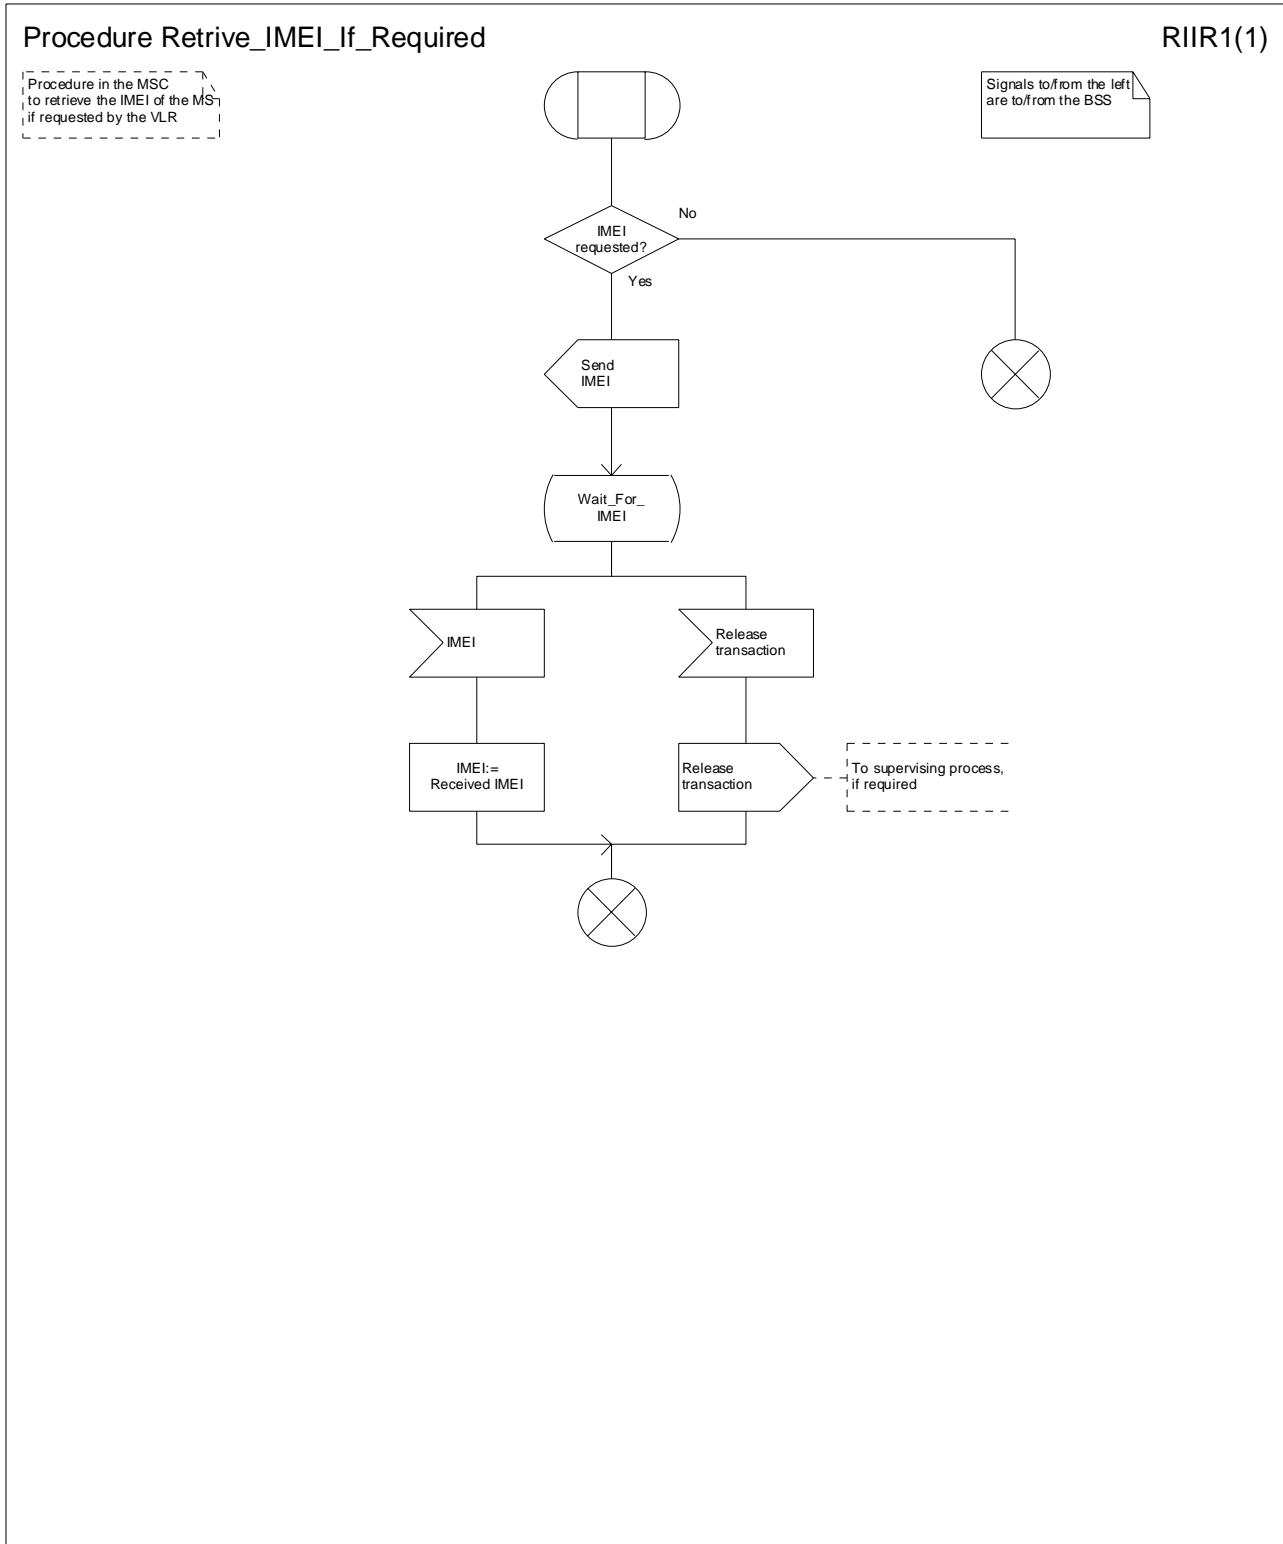 Procedure Retrive_IMEI_If_Required
RIIR1(1)
Procedure in the MSC
to retrieve the IMEI of the MS
if requested by the VLR
Signals to/from the left
are to/from the BSS
IMEI
requested?
No
Yes
Send
IMEI
Wait_For_
IMEI
IMEI
Release
transaction
IMEI:=
Received IMEI
Release
transaction
To supervising process,
if required